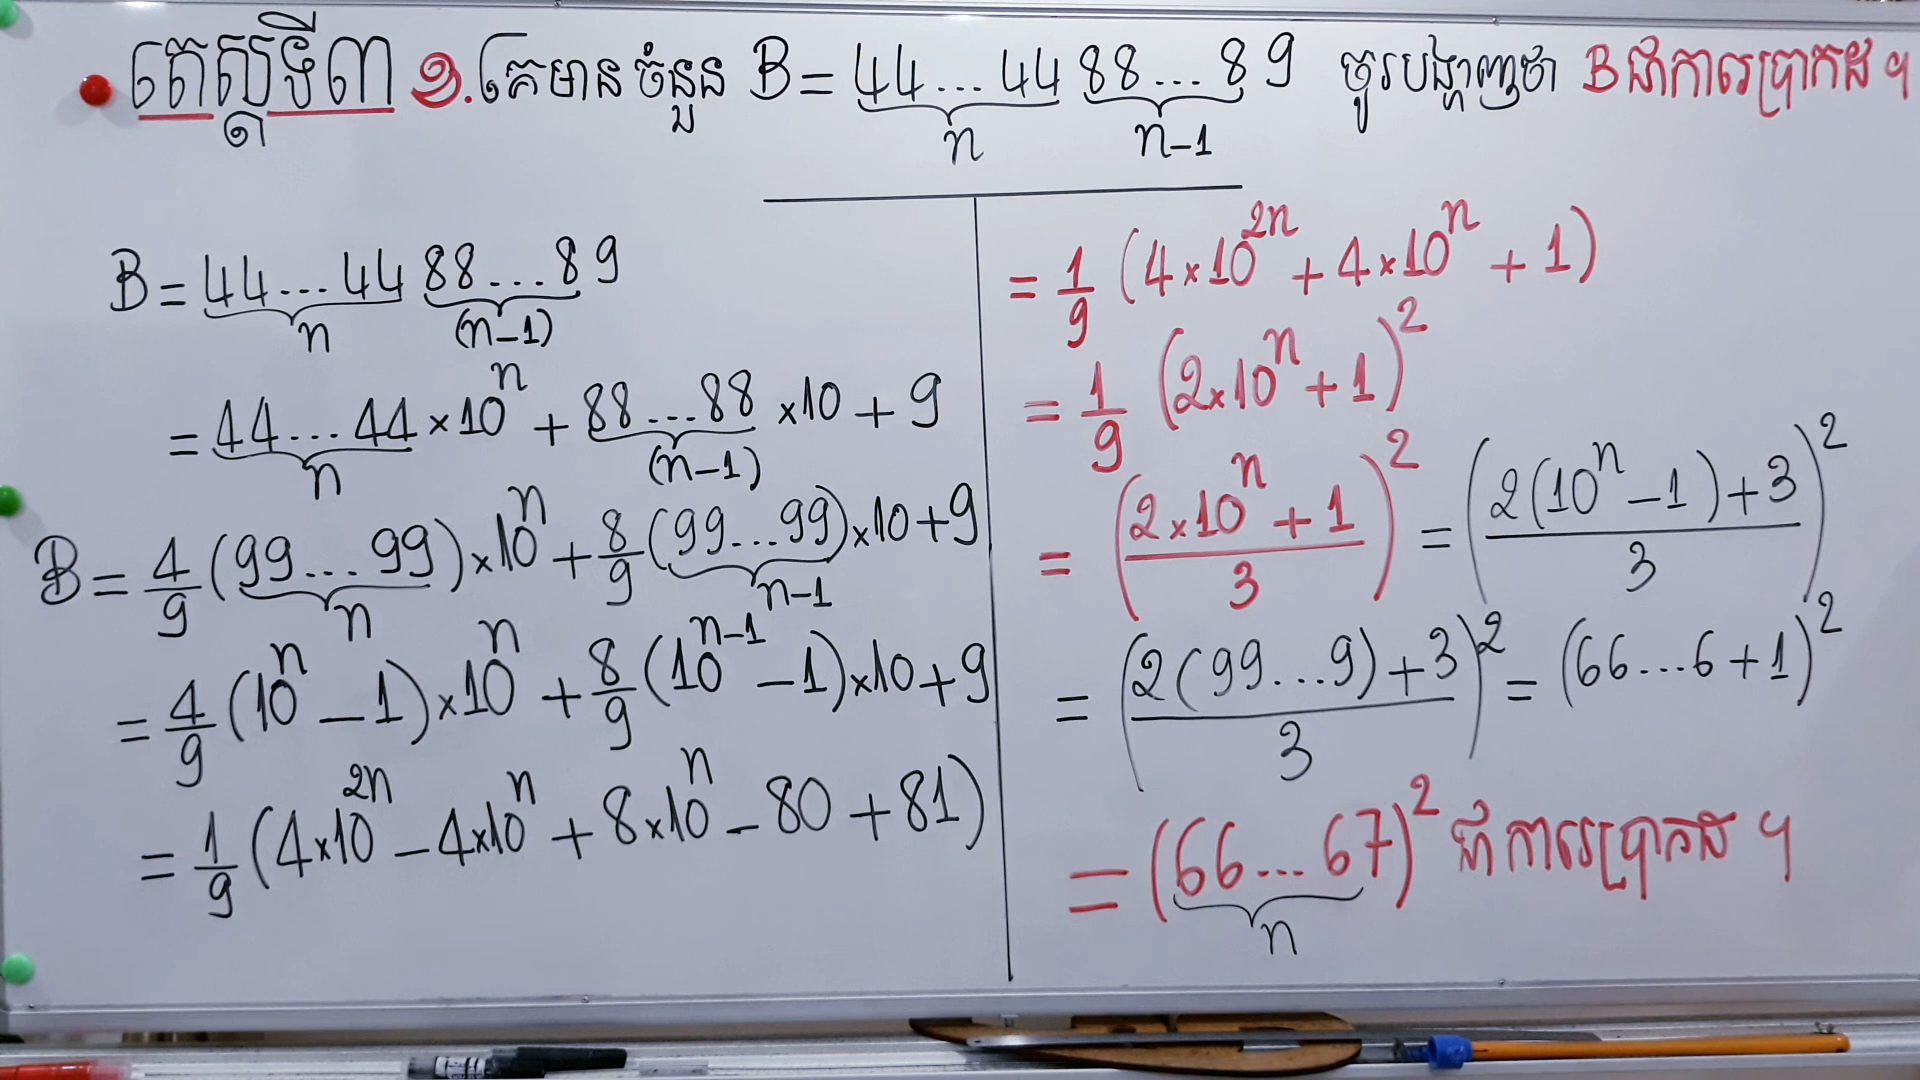 តេស្តទី៣ ១.គេមានចំនួន B = 44...44 88...8 9 ចូរបង្ហាញថា B ជាការេប្រាកដ ។
n n-1
B = 44...44 88...8 9
n (n-1)
= 44...44 × 10^n + 88...88 × 10 + 9
n (n-1)
B = 4/9 (99...99) × 10^n + 8/9 (99...99) × 10 + 9
n n-1
= 4/9 (10^n - 1) × 10^n + 8/9 (10^(n-1) - 1) × 10 + 9
= 1/9 (4×10^(2n) - 4×10^n + 8×10^n - 80 + 81)
= 1/9 (4×10^(2n) + 4×10^n + 1)
= 1/9 (2×10^n + 1)^2
= ((2×10^n + 1)/3)^2 = ((2(10^n - 1) + 3)/3)^2
= ((2(99...9) + 3)/3)^2 = (66...6 + 1)^2
= (66...67)^2 ជាការេប្រាកដ ។
n